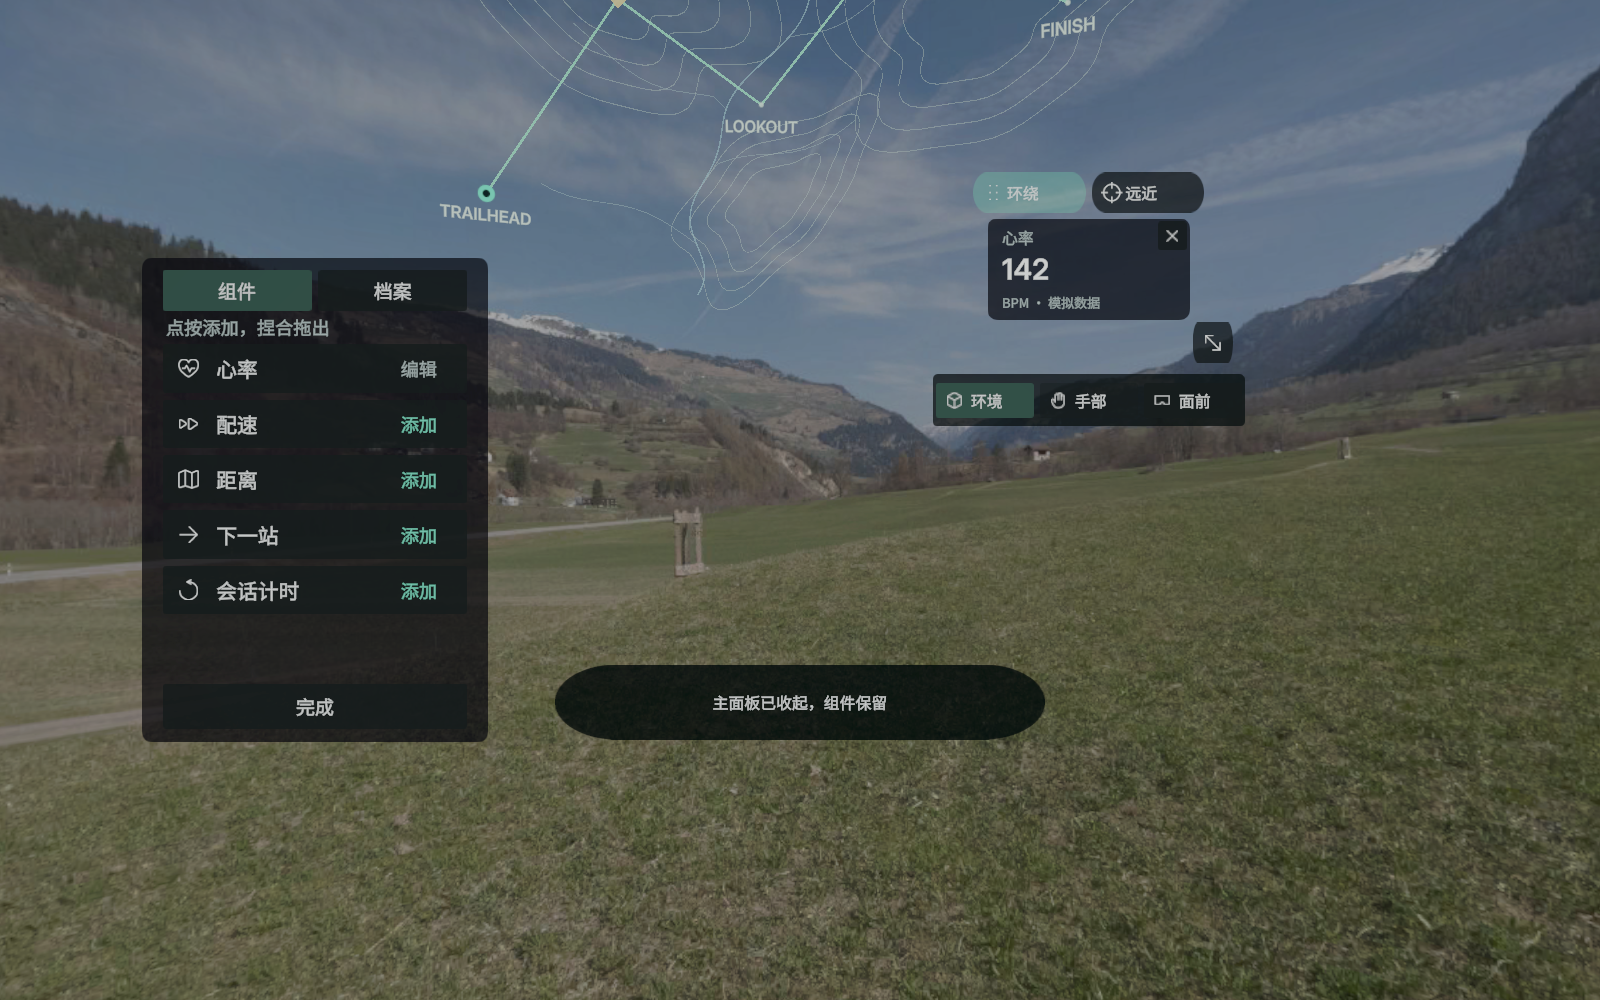 FINISH
LOOKOUT
TRAILHEAD
环绕
远近
心率
142
BPM • 模拟数据
环境
手部
面前
组件
档案
点按添加，捏合拖出
心率
编辑
配速
添加
距离
添加
下一站
添加
会话计时
添加
完成
主面板已收起，组件保留